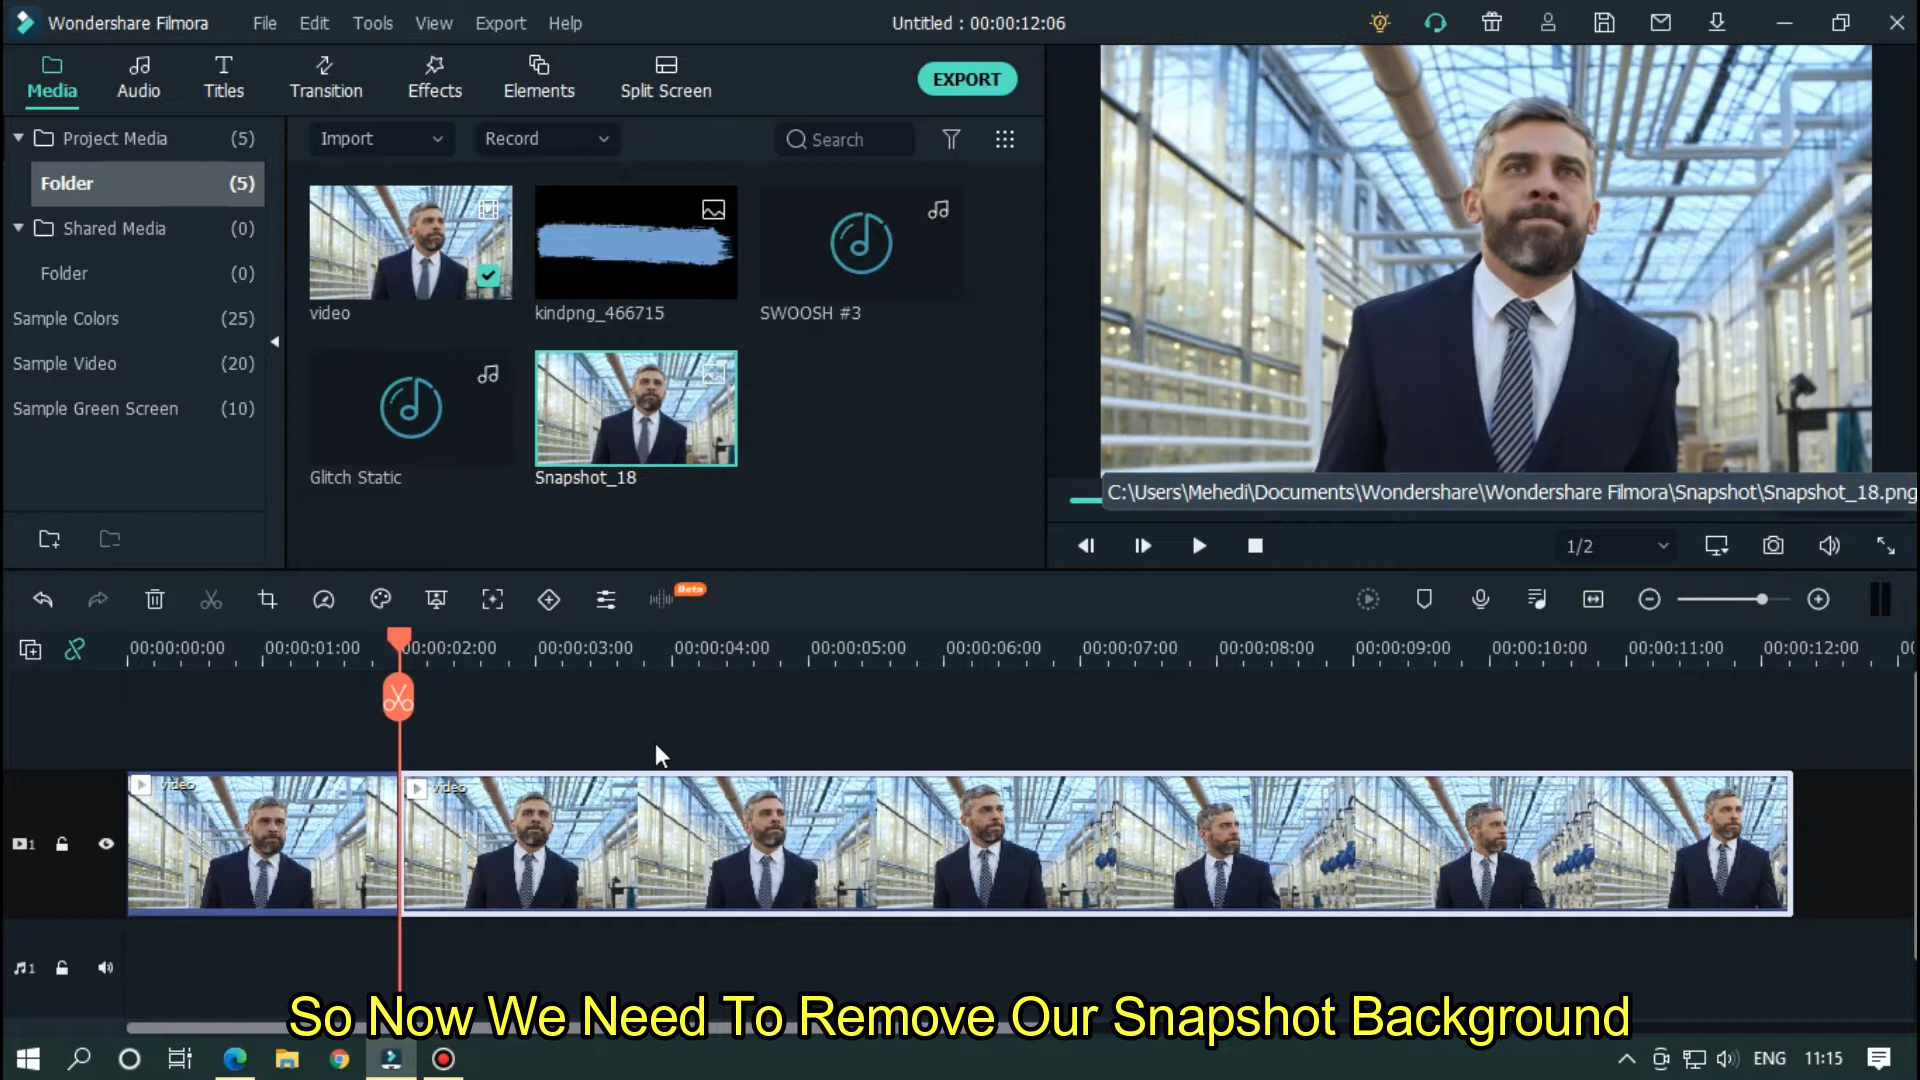 Wondershare Filmora
File
Edit
Tools
View
Export
Help
Untitled : 00:00:12:06
Media
Audio
Titles
Transition
Effects
Elements
Split Screen
EXPORT
Project Media (5)
Folder (5)
Shared Media (0)
Folder (0)
Sample Colors (25)
Sample Video (20)
Sample Green Screen (10)
Import
Record
Search
video
kindpng_466715
SWOOSH #3
Glitch Static
Snapshot_18
C:\Users\Mehedi\Documents\Wondershare\Wondershare Filmora\Snapshot\Snapshot_18.png
1/2
Beta
00:00:00:00
00:00:01:00
00:00:02:00
00:00:03:00
00:00:04:00
00:00:05:00
00:00:06:00
00:00:07:00
00:00:08:00
00:00:09:00
00:00:10:00
00:00:11:00
00:00:12:00
video
video
1
1
So Now We Need To Remove Our Snapshot Background
ENG
11:15